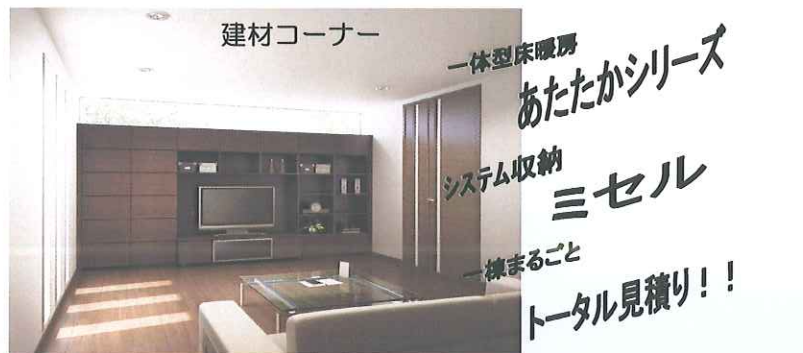 建材コーナー
一体型床暖房
あたたかシリーズ
システム収納
ミセル
一棟まるごと
トータル見積り！！